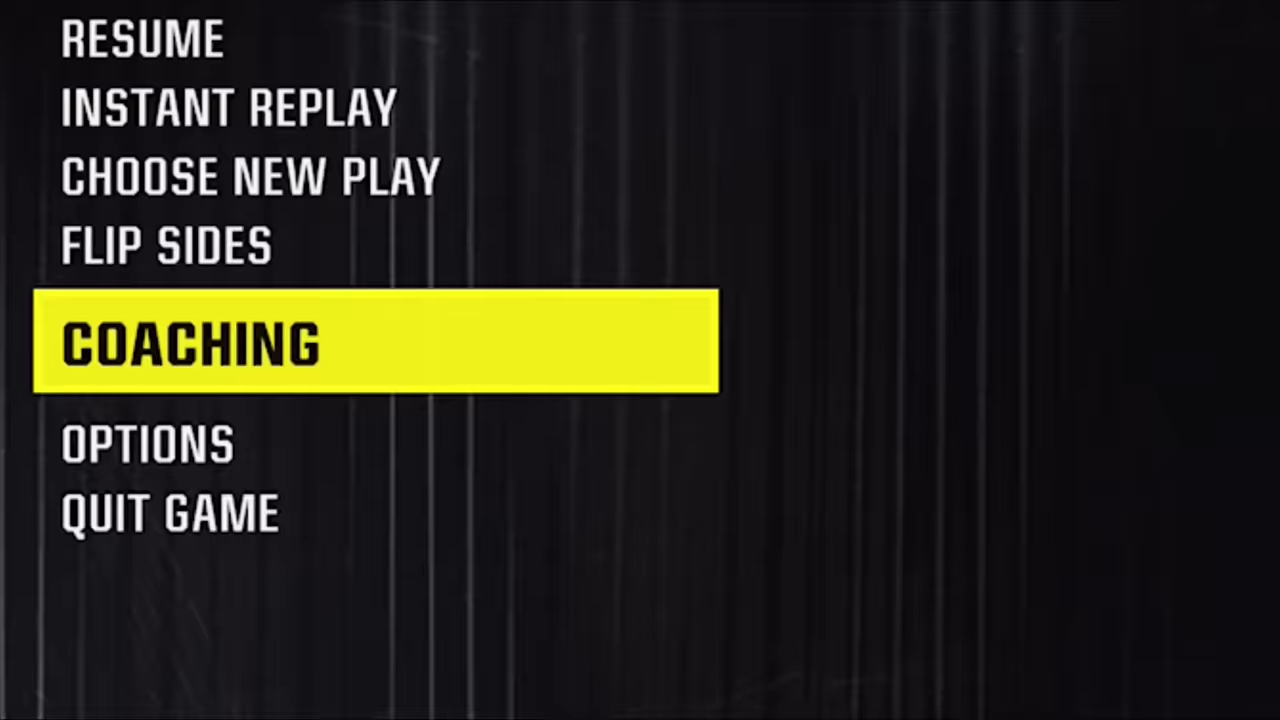 RESUME
INSTANT REPLAY
CHOOSE NEW PLAY
FLIP SIDES
COACHING
OPTIONS
QUIT GAME